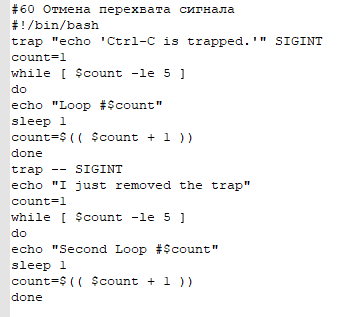 #60 Отмена перехвата сигнала
#!/bin/bash
trap "echo 'Ctrl-C is trapped.'" SIGINT
count=1
while [ $count -le 5 ]
do
echo "Loop #$count"
sleep 1
count=$(( $count + 1 ))
done
trap -- SIGINT
echo "I just removed the trap"
count=1
while [ $count -le 5 ]
do
echo "Second Loop #$count"
sleep 1
count=$(( $count + 1 ))
done